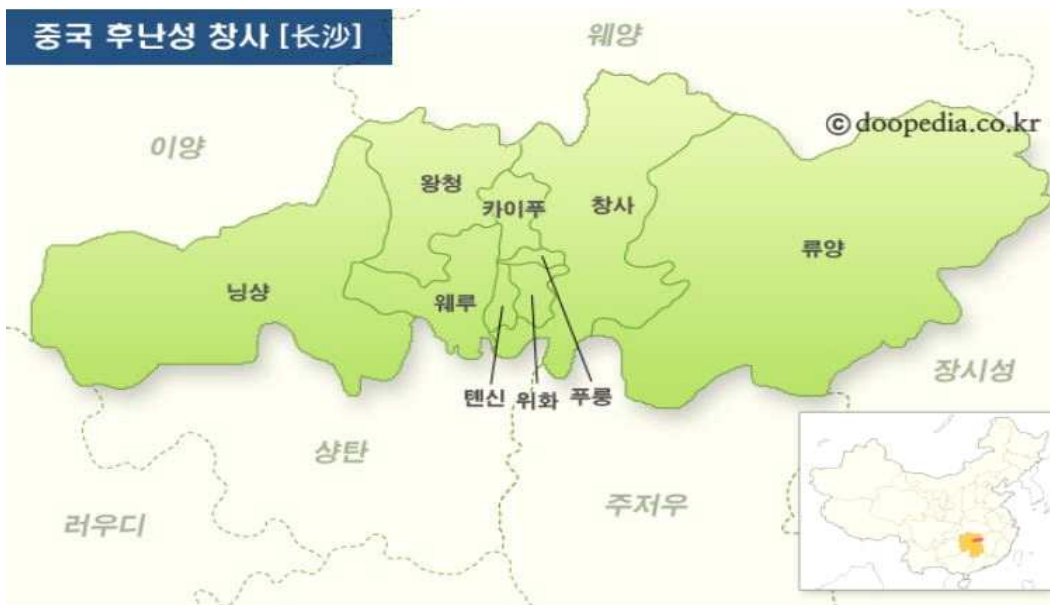 중국 후난성 창사 [长沙]
웨양
ⓒ doopedia.co.kr
이양
왕청
카이푸
창사
류양
닝샹
웨루
장시성
톈신
위화
푸룽
샹탄
주저우
러우디